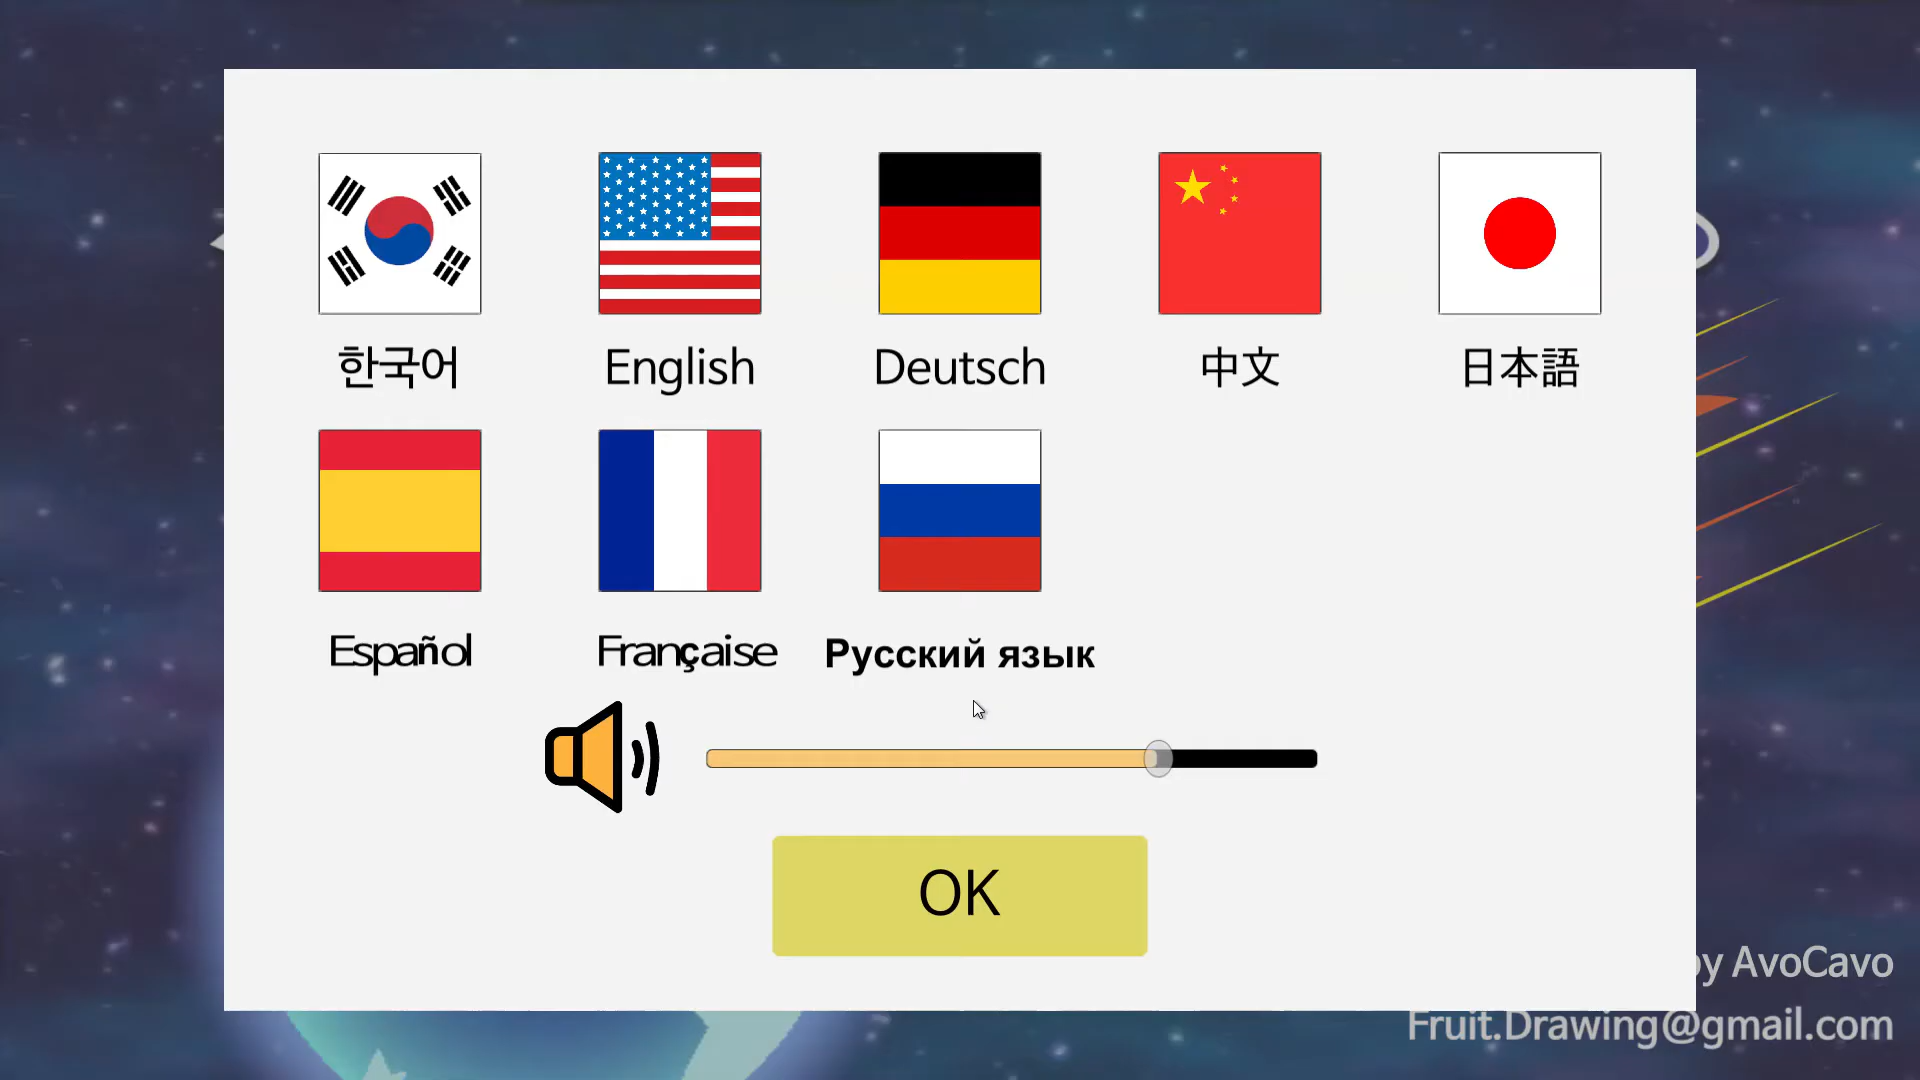 한국어
English
Deutsch
中文
日本語
Español
Française
Русский язык
OK
by AvoCavo
Fruit.Drawing@gmail.com